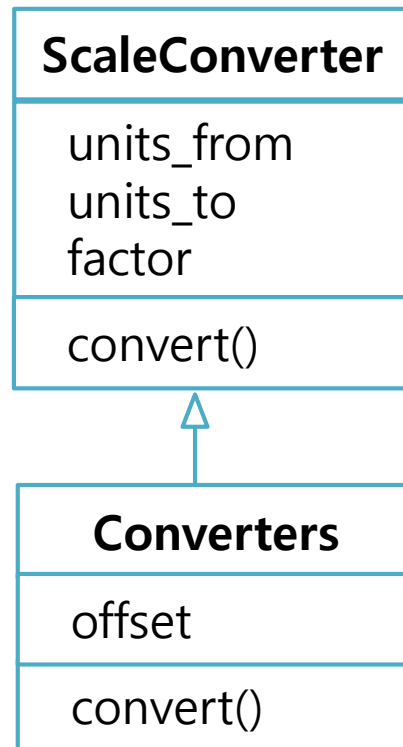 ScaleConverter
units_from
units_to
factor
convert()
Converters
offset
convert()